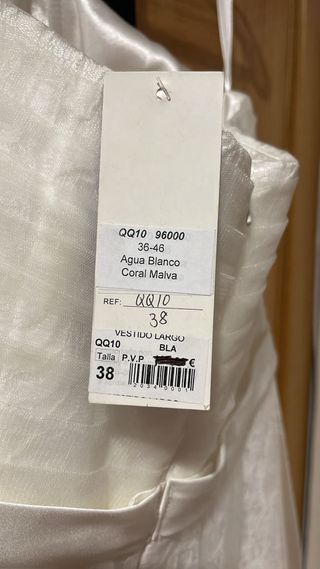 QQ10 96000
36-46
Agua Blanco
Coral Malva
REF: QQ10
38
VESTIDO LARGO
QQ10 BLA
Talla P.V.P €
38